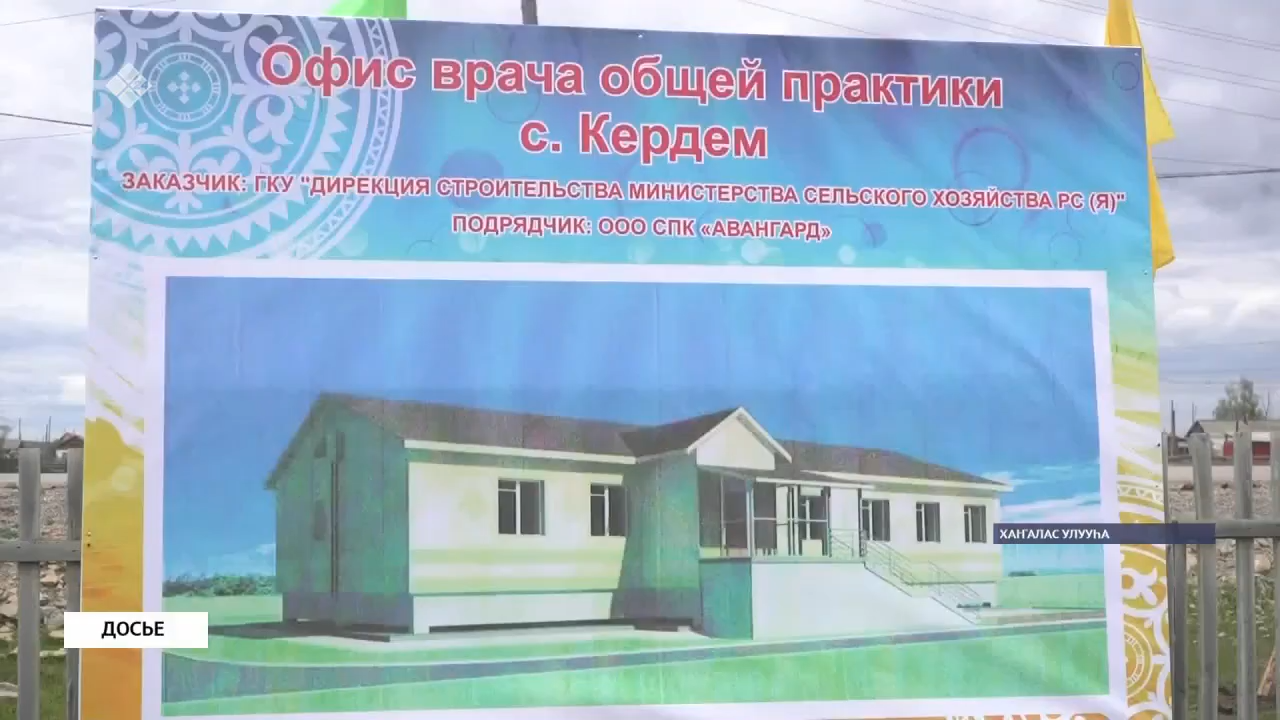 Офис врача общей практики
с. Кердем
ЗАКАЗЧИК: ГКУ "ДИРЕКЦИЯ СТРОИТЕЛЬСТВА МИНИСТЕРСТВА СЕЛЬСКОГО ХОЗЯЙСТВА РС (Я)"
ПОДРЯДЧИК: ООО СПК «АВАНГАРД»
ХАҤАЛАС УЛУУҺА
ДОСЬЕ